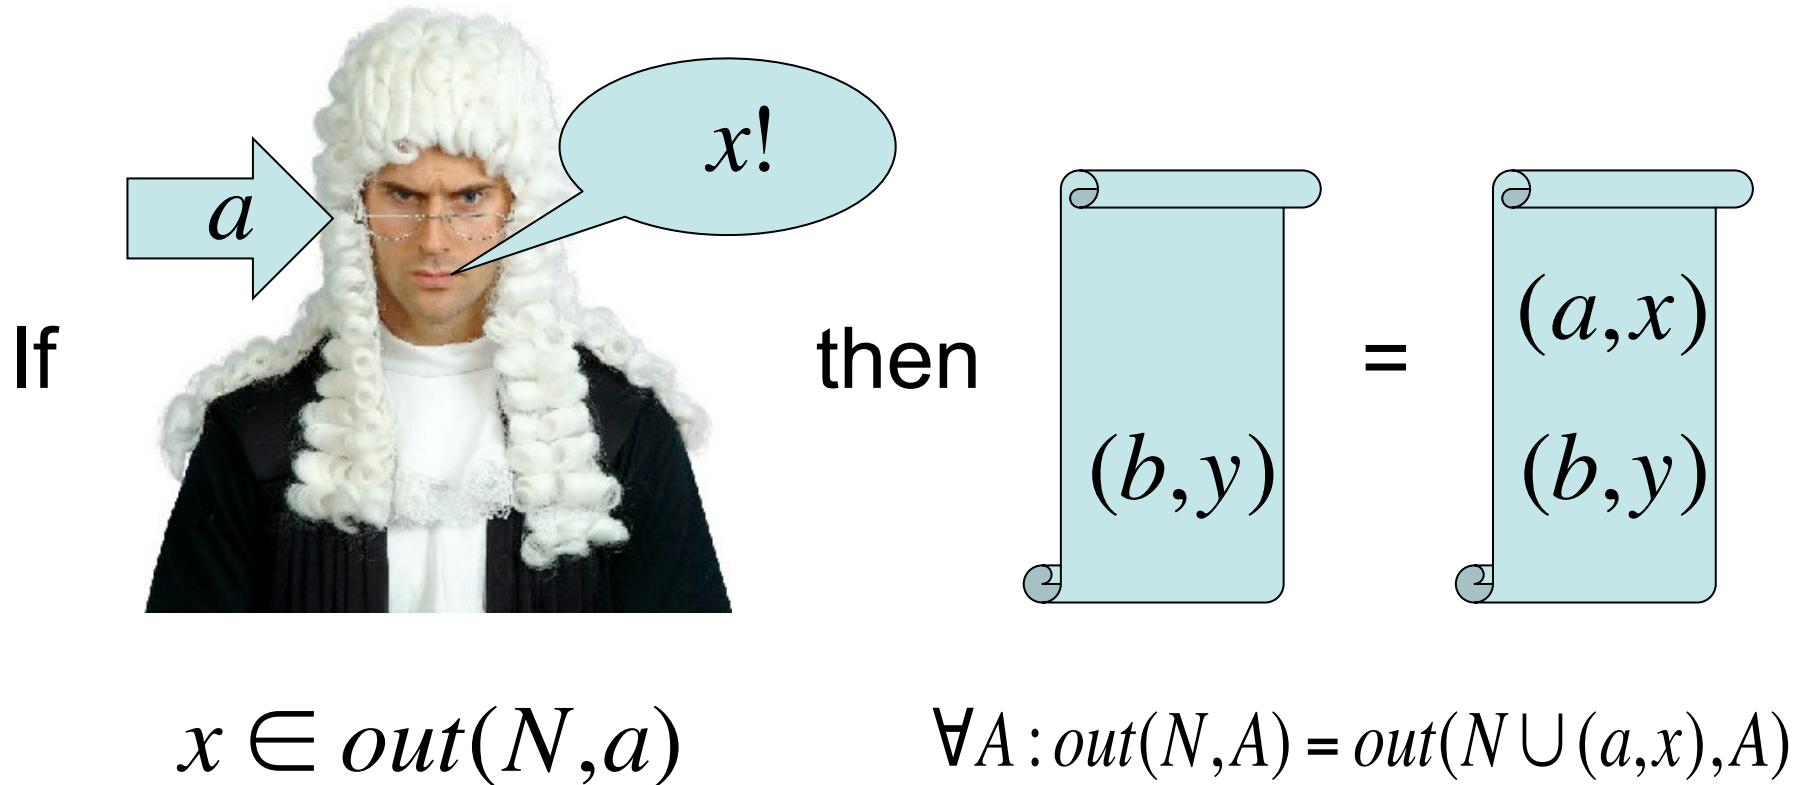 x!
a
If
then
(b,y)
=
(a,x)
(b,y)
x ∈ out(N,a)
∀A : out(N,A) = out(N ∪ (a,x),A)